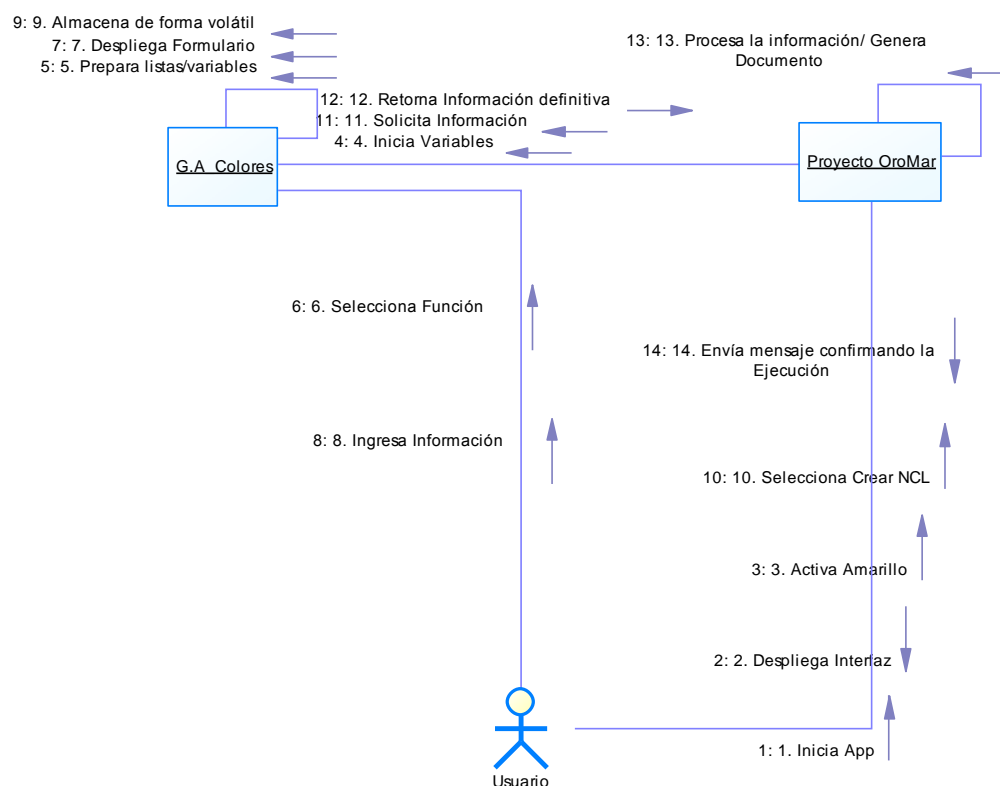 9: 9. Almacena de forma volátil
7: 7. Despliega Formulario
5: 5. Prepara listas/variables
13: 13. Procesa la información/ Genera
Documento
12: 12. Retorna Información definitiva
11: 11. Solicita Información
4: 4. Inicia Variables
G.A_Colores
Proyecto OroMar
6: 6. Selecciona Función
14: 14. Envía mensaje confirmando la
Ejecución
8: 8. Ingresa Información
10: 10. Selecciona Crear NCL
3: 3. Activa Amarillo
2: 2. Despliega Interfaz
1: 1. Inicia App
Usuario